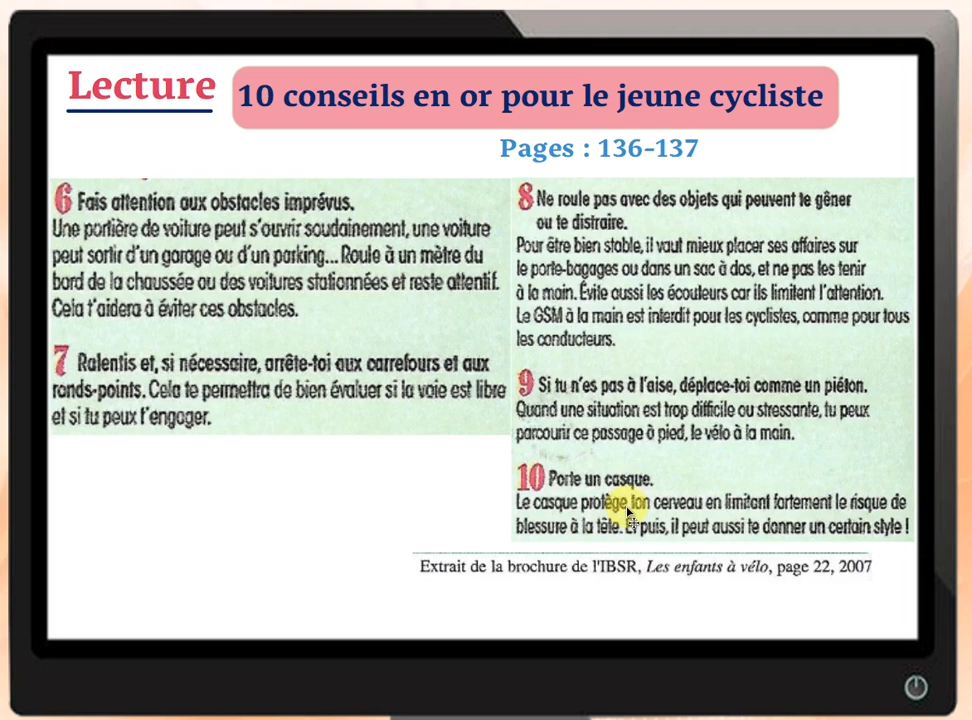 Lecture
10 conseils en or pour le jeune cycliste
Pages : 136-137
6 Fais attention aux obstacles imprévus.
Une portière de voiture peut s'ouvrir soudainement, une voiture
peut sortir d'un garage ou d'un parking... Roule à un mètre du
bord de la chaussée ou des voitures stationnées et reste attentif.
Cela t'aidera à éviter ces obstacles.
7 Ralentis et, si nécessaire, arrête-toi aux carrefours et aux
ronds-points. Cela te permettra de bien évaluer si la voie est libre
et si tu peux t'engager.
8 Ne roule pas avec des objets qui peuvent te gêner
ou te distraire.
Pour être bien stable, il vaut mieux placer ses affaires sur
le porte-bagages ou dans un sac à dos, et ne pas les tenir
à la main. Évite aussi les écouteurs car ils limitent l'attention.
Le GSM à la main est interdit pour les cyclistes, comme pour tous
les conducteurs.
9 Si tu n'es pas à l'aise, déplace-toi comme un piéton.
Quand une situation est trop difficile ou stressante, tu peux
parcourir ce passage à pied, le vélo à la main.
10 Porte un casque.
Le casque protège ton cerveau en limitant fortement le risque de
blessure à la tête. Et puis, il peut aussi te donner un certain style !
Extrait de la brochure de l'IBSR, Les enfants à vélo, page 22, 2007